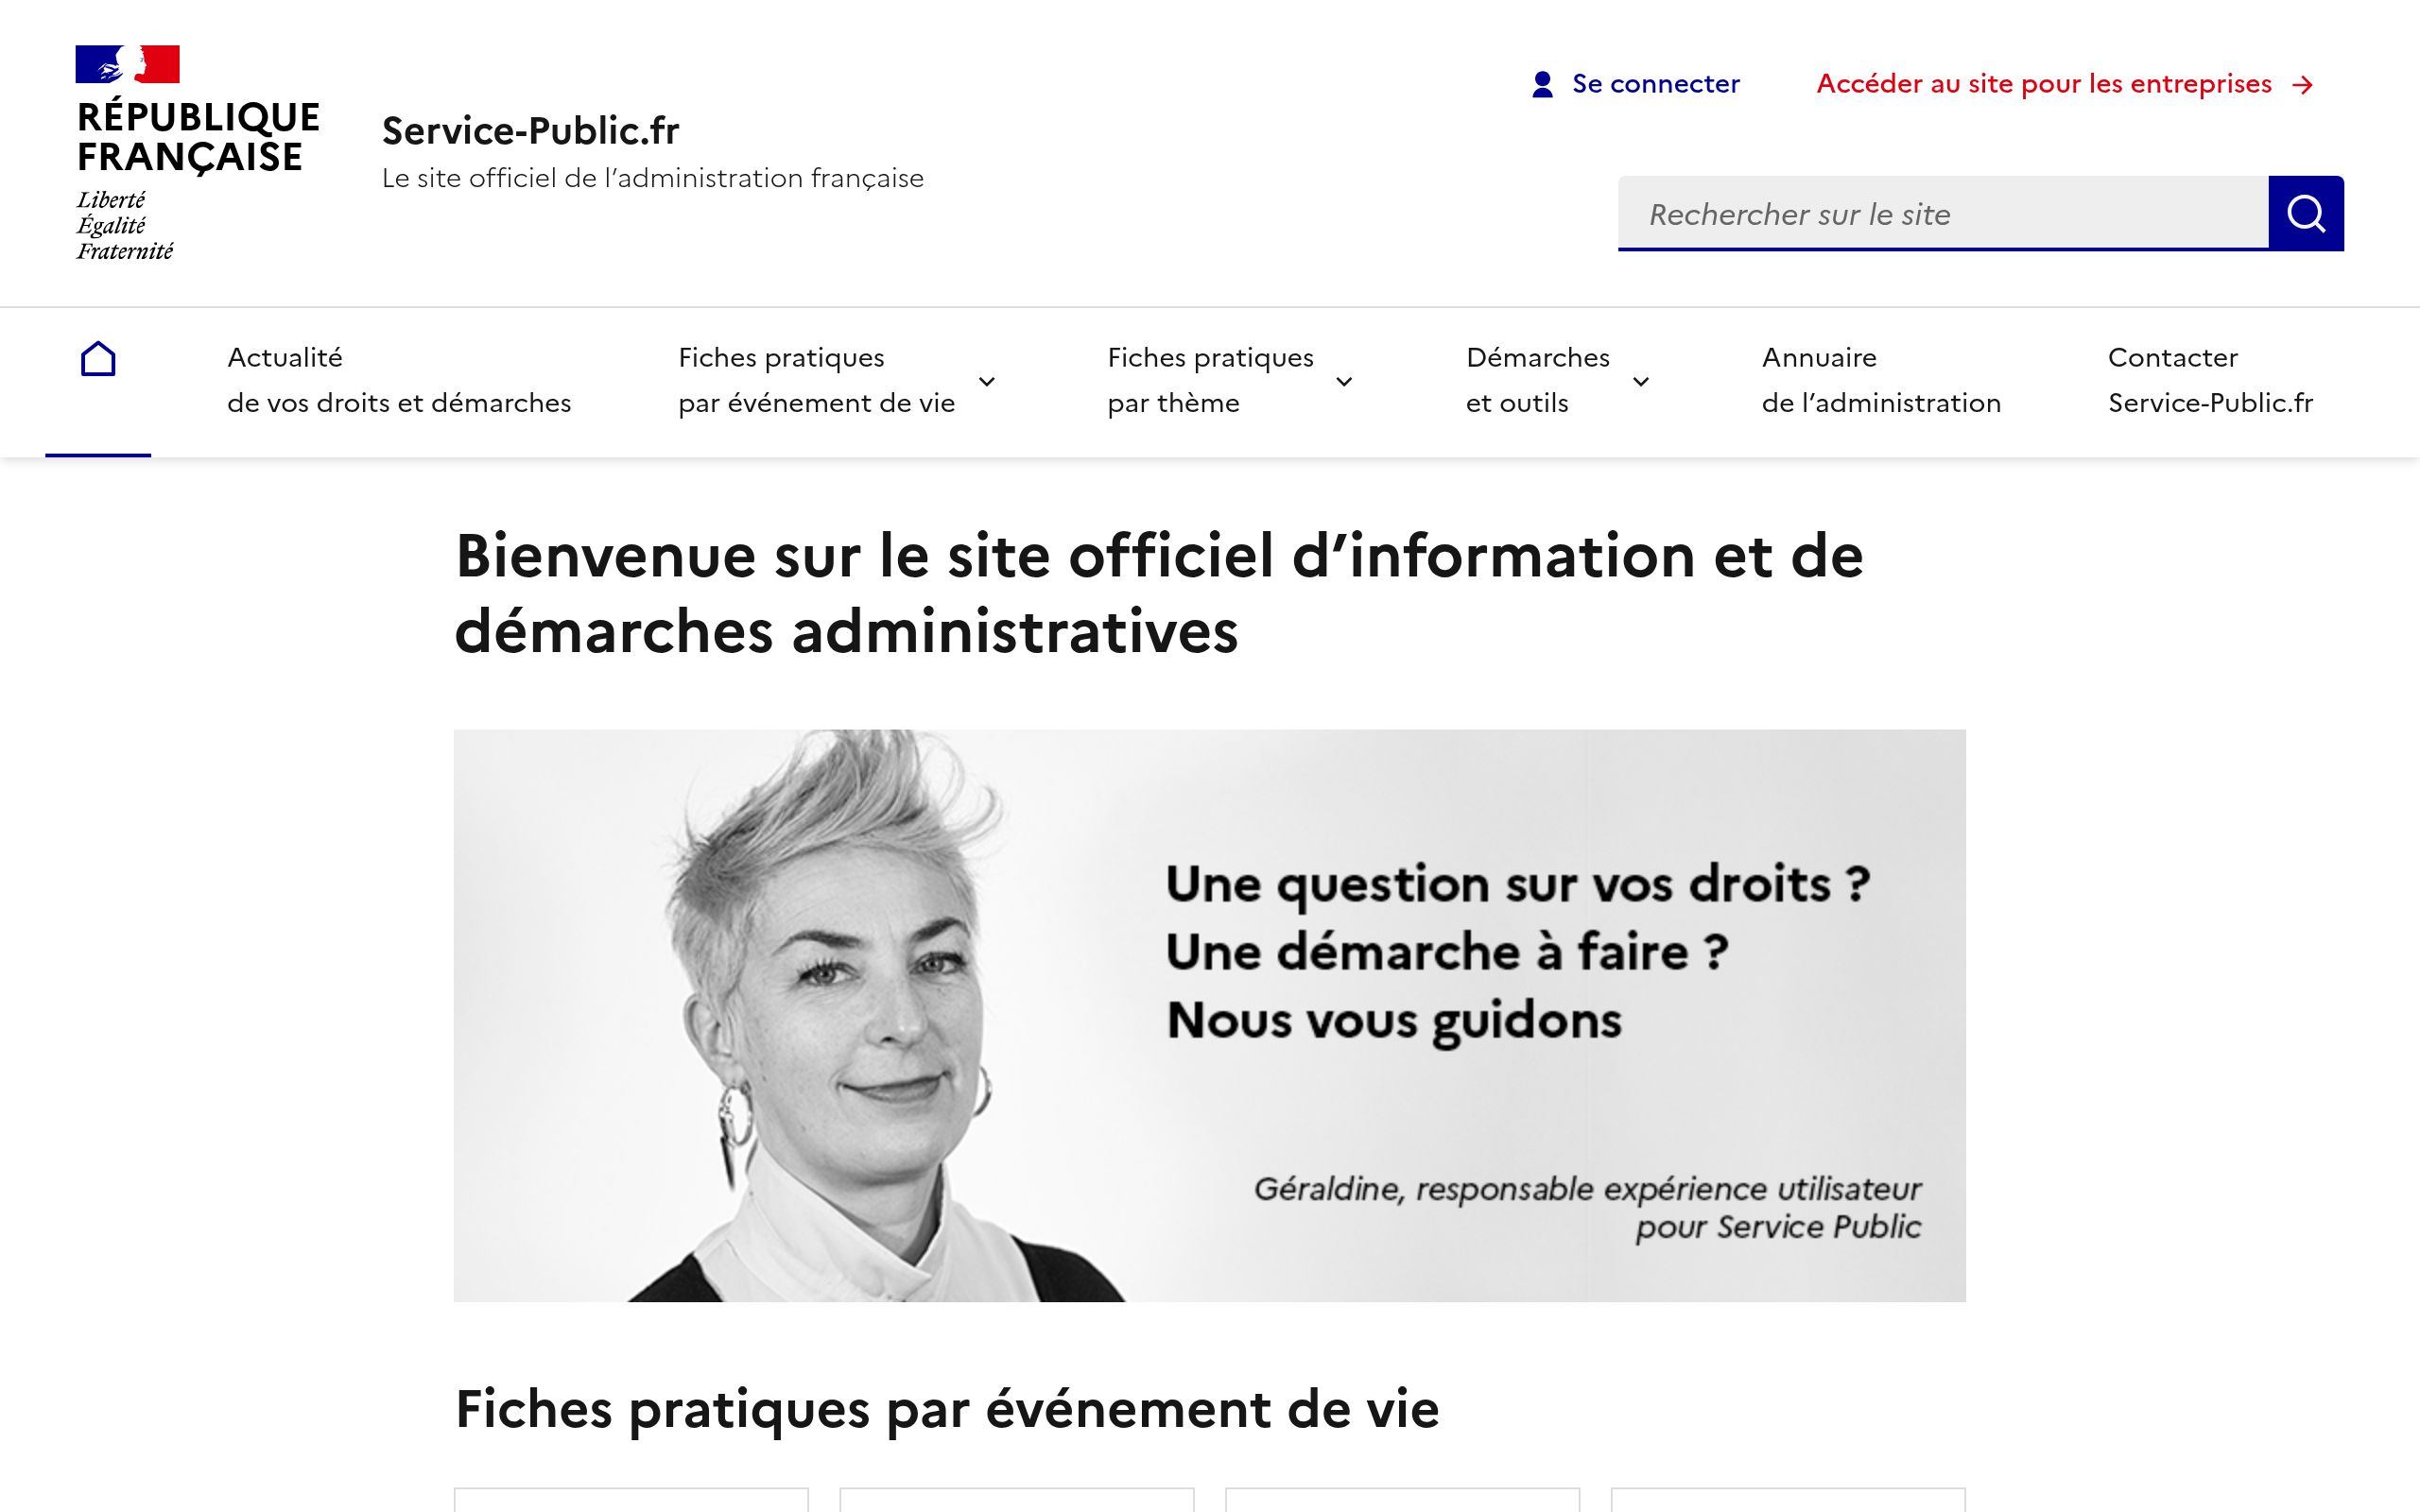 RÉPUBLIQUE
FRANÇAISE
Liberté
Égalité
Fraternité
Service-Public.fr
Le site officiel de l’administration française
Se connecter
Accéder au site pour les entreprises
Rechercher sur le site
Actualité
de vos droits et démarches
Fiches pratiques
par événement de vie
Fiches pratiques
par thème
Démarches
et outils
Annuaire
de l’administration
Contacter
Service-Public.fr
Bienvenue sur le site officiel d’information et de
démarches administratives
Une question sur vos droits ?
Une démarche à faire ?
Nous vous guidons
Géraldine, responsable expérience utilisateur
pour Service Public
Fiches pratiques par événement de vie